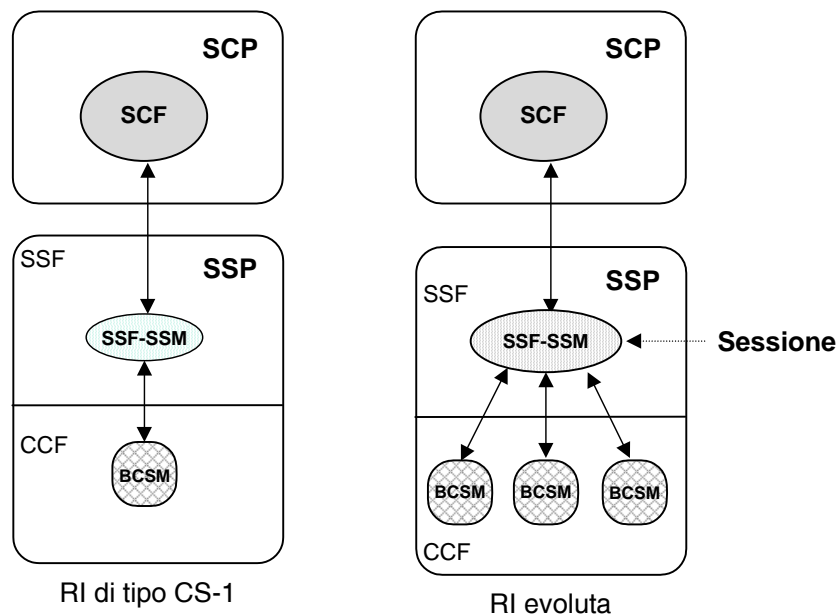 SCP
SCF
SSF
SSP
SSF-SSM
CCF
BCSM
RI di tipo CS-1
SCP
SCF
SSF
SSP
SSF-SSM
Sessione
BCSM
BCSM
BCSM
CCF
RI evoluta